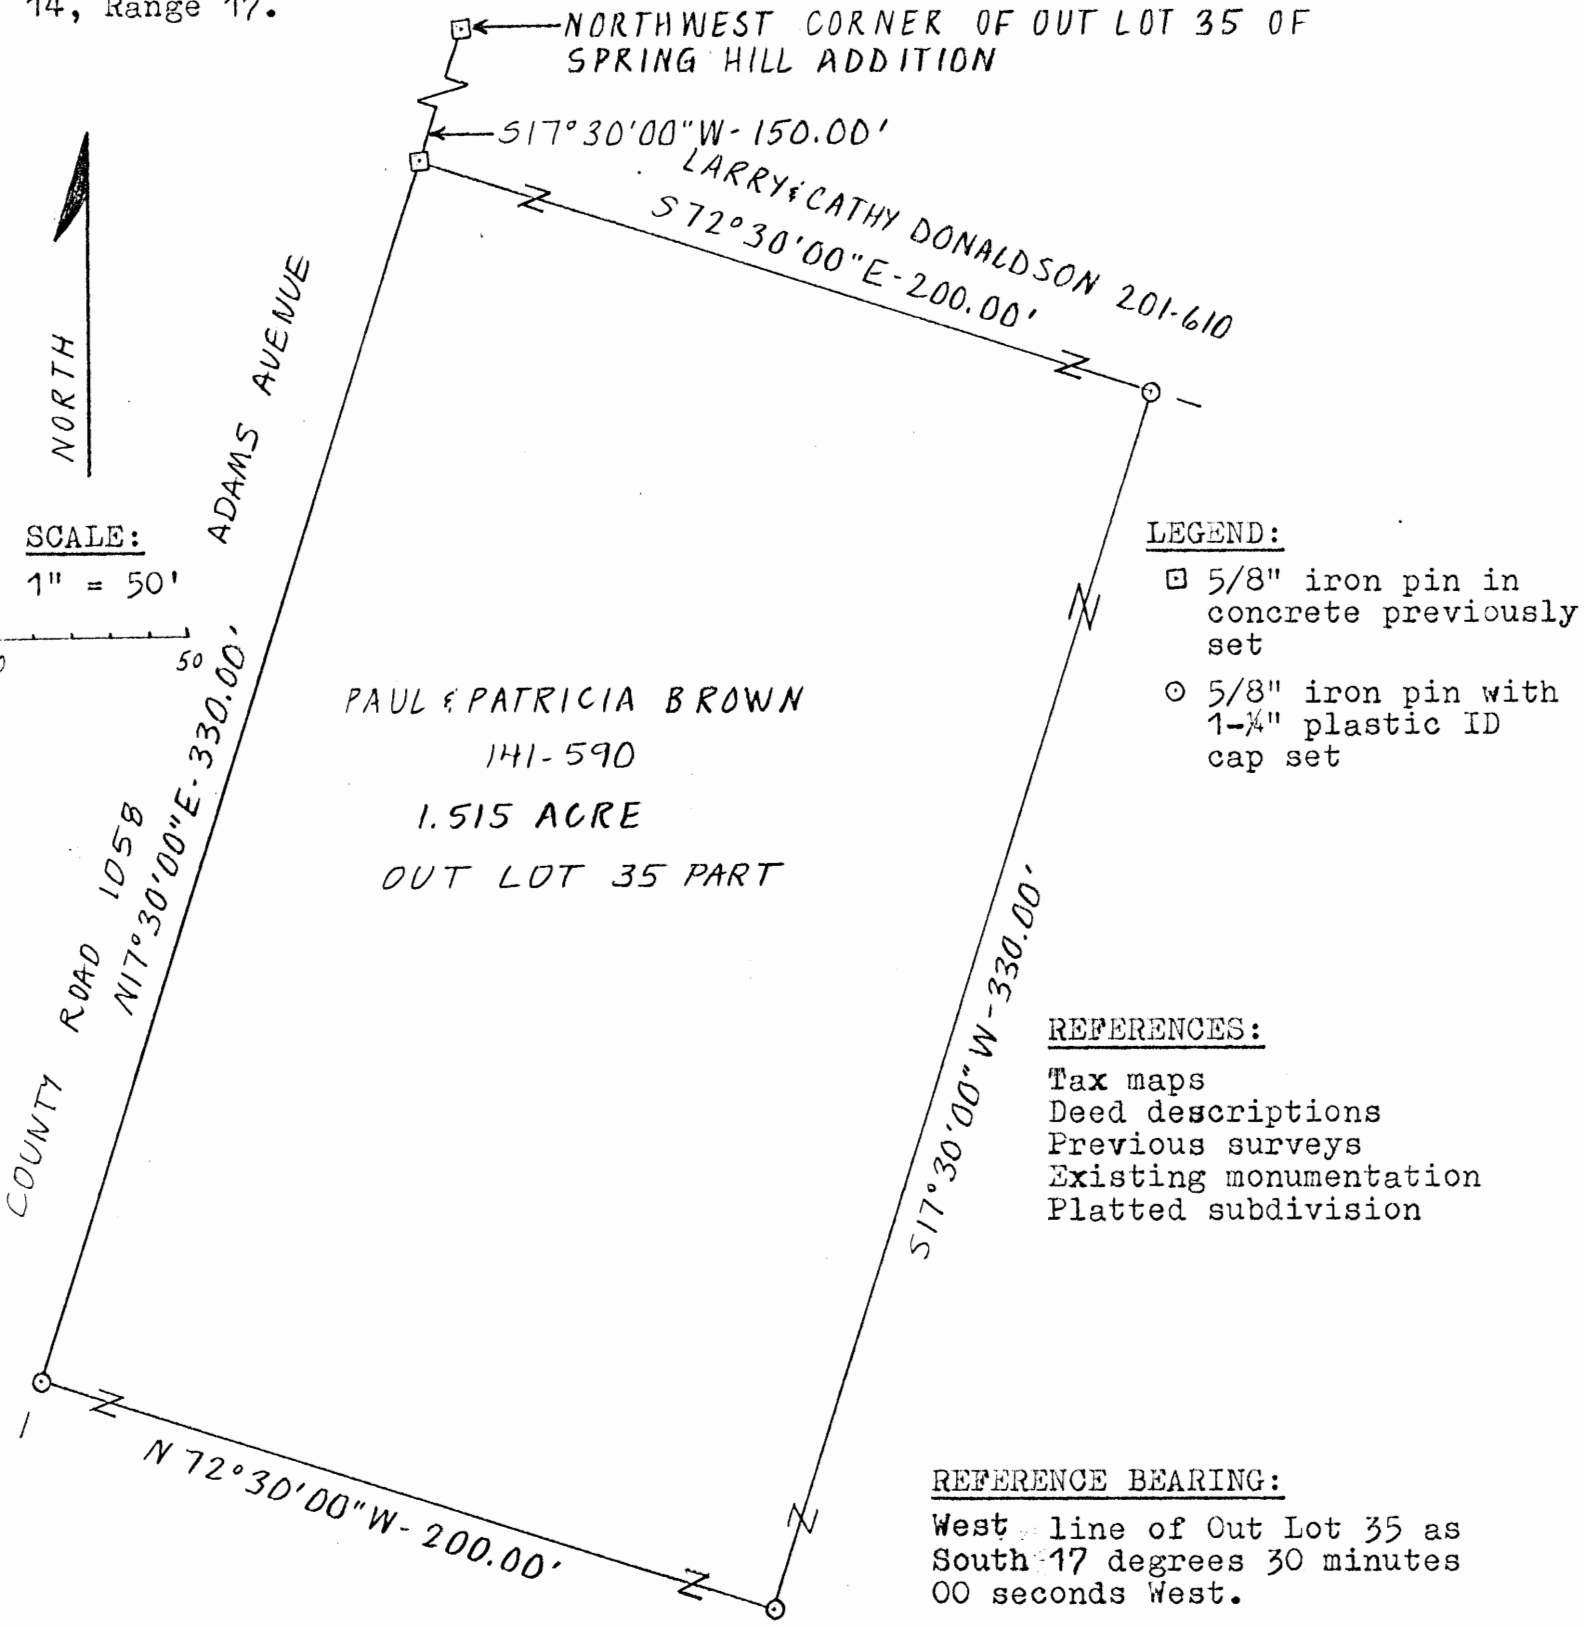 14, Range 17.
NORTHWEST CORNER OF OUT LOT 35 OF
SPRING HILL ADDITION
S17°30'00"W-150.00'
LARRY & CATHY DONALDSON 201-610
S72°30'00"E-200.00'
NORTH
ADAMS AVENUE
SCALE:
1" = 50'
0 50
COUNTY ROAD 1058
N17°30'00"E-330.00'
PAUL & PATRICIA BROWN
141-590
1.515 ACRE
OUT LOT 35 PART
LEGEND:
5/8" iron pin in
concrete previously
set
5/8" iron pin with
1-¼" plastic ID
cap set
S17°30'00"W-330.00'
REFERENCES:
Tax maps
Deed descriptions
Previous surveys
Existing monumentation
Platted subdivision
N72°30'00"W-200.00'
REFERENCE BEARING:
West line of Out Lot 35 as
South 17 degrees 30 minutes
00 seconds West.